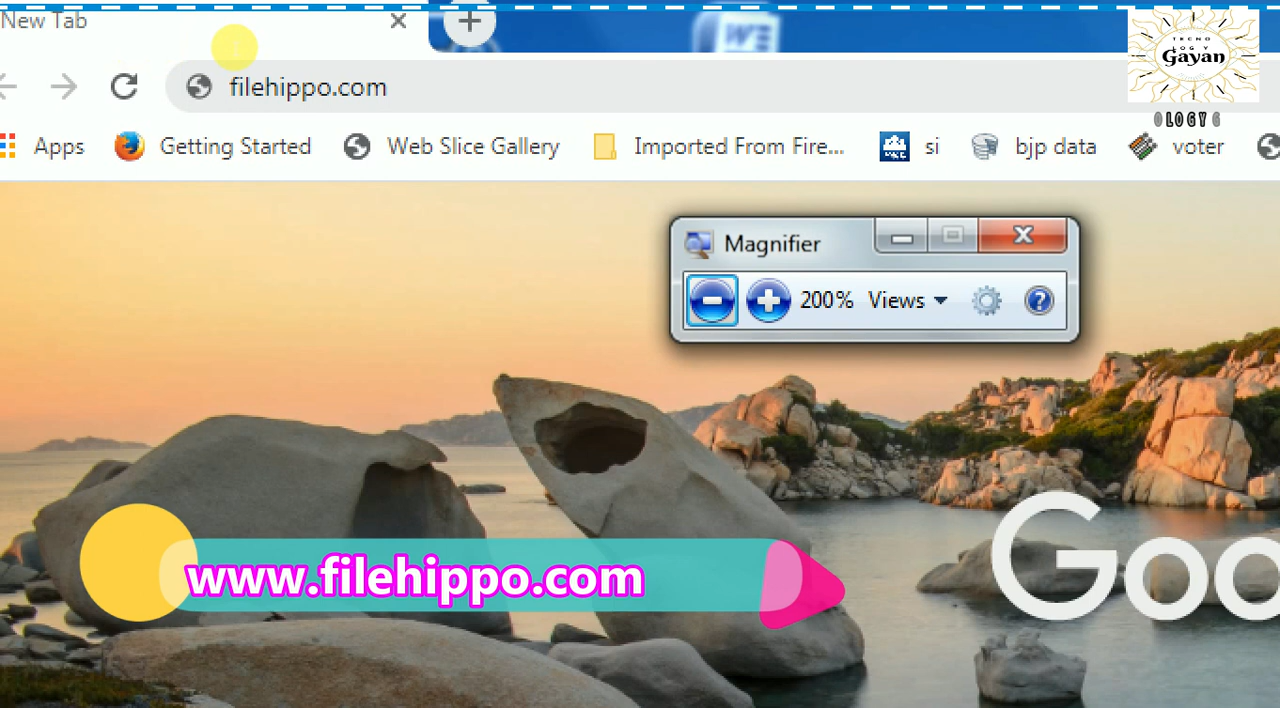 New Tab
W
TECNO
LOGY
Gayan
filehippo.com
OLOGY G
Apps
Getting Started
Web Slice Gallery
Imported From Fire...
si
bjp data
voter
Magnifier
200%
Views
?
www.filehippo.com
Goo